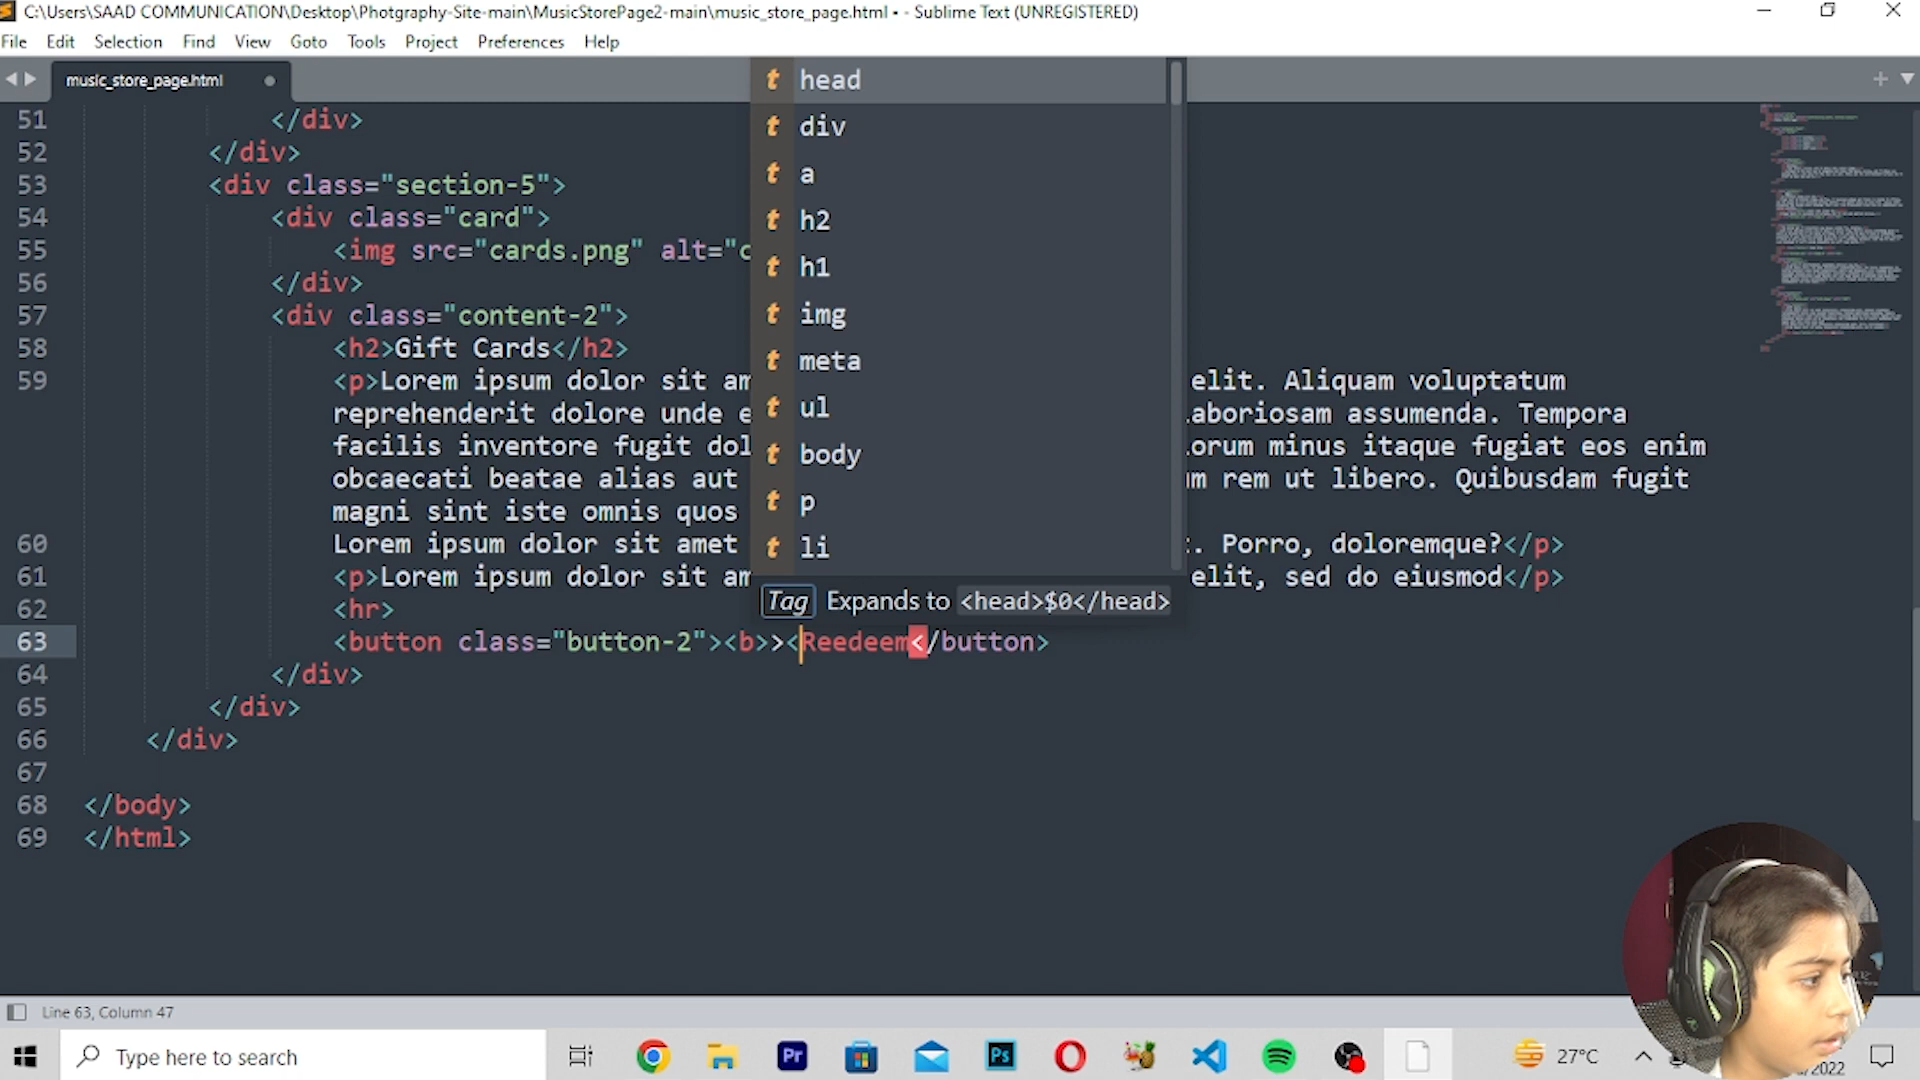 C:\Users\SAAD COMMUNICATION\Desktop\Photgraphy-Site-main\MusicStorePage2-main\music_store_page.html • - Sublime Text (UNREGISTERED)
File Edit Selection Find View Goto Tools Project Preferences Help
music_store_page.html
51 </div>
52 </div>
53 <div class="section-5">
54 <div class="card">
55 <img src="cards.png" alt="c
56 </div>
57 <div class="content-2">
58 <h2>Gift Cards</h2>
59 <p>Lorem ipsum dolor sit am elit. Aliquam voluptatum
reprehenderit dolore unde e aboriosam assumenda. Tempora
facilis inventore fugit dol orum minus itaque fugiat eos enim
obcaecati beatae alias aut m rem ut libero. Quibusdam fugit
magni sint iste omnis quos
60 Lorem ipsum dolor sit amet . Porro, doloremque?</p>
61 <p>Lorem ipsum dolor sit am elit, sed do eiusmod</p>
62 <hr>
63 <button class="button-2"><b>><Reedeem</button>
64 </div>
65 </div>
66 </div>
67
68 </body>
69 </html>
t head
t div
t a
t h2
t h1
t img
t meta
t ul
t body
t p
t li
Tag Expands to <head>$0</head>
Line 63, Column 47
Type here to search
Pr
Ps
27°C
/2022